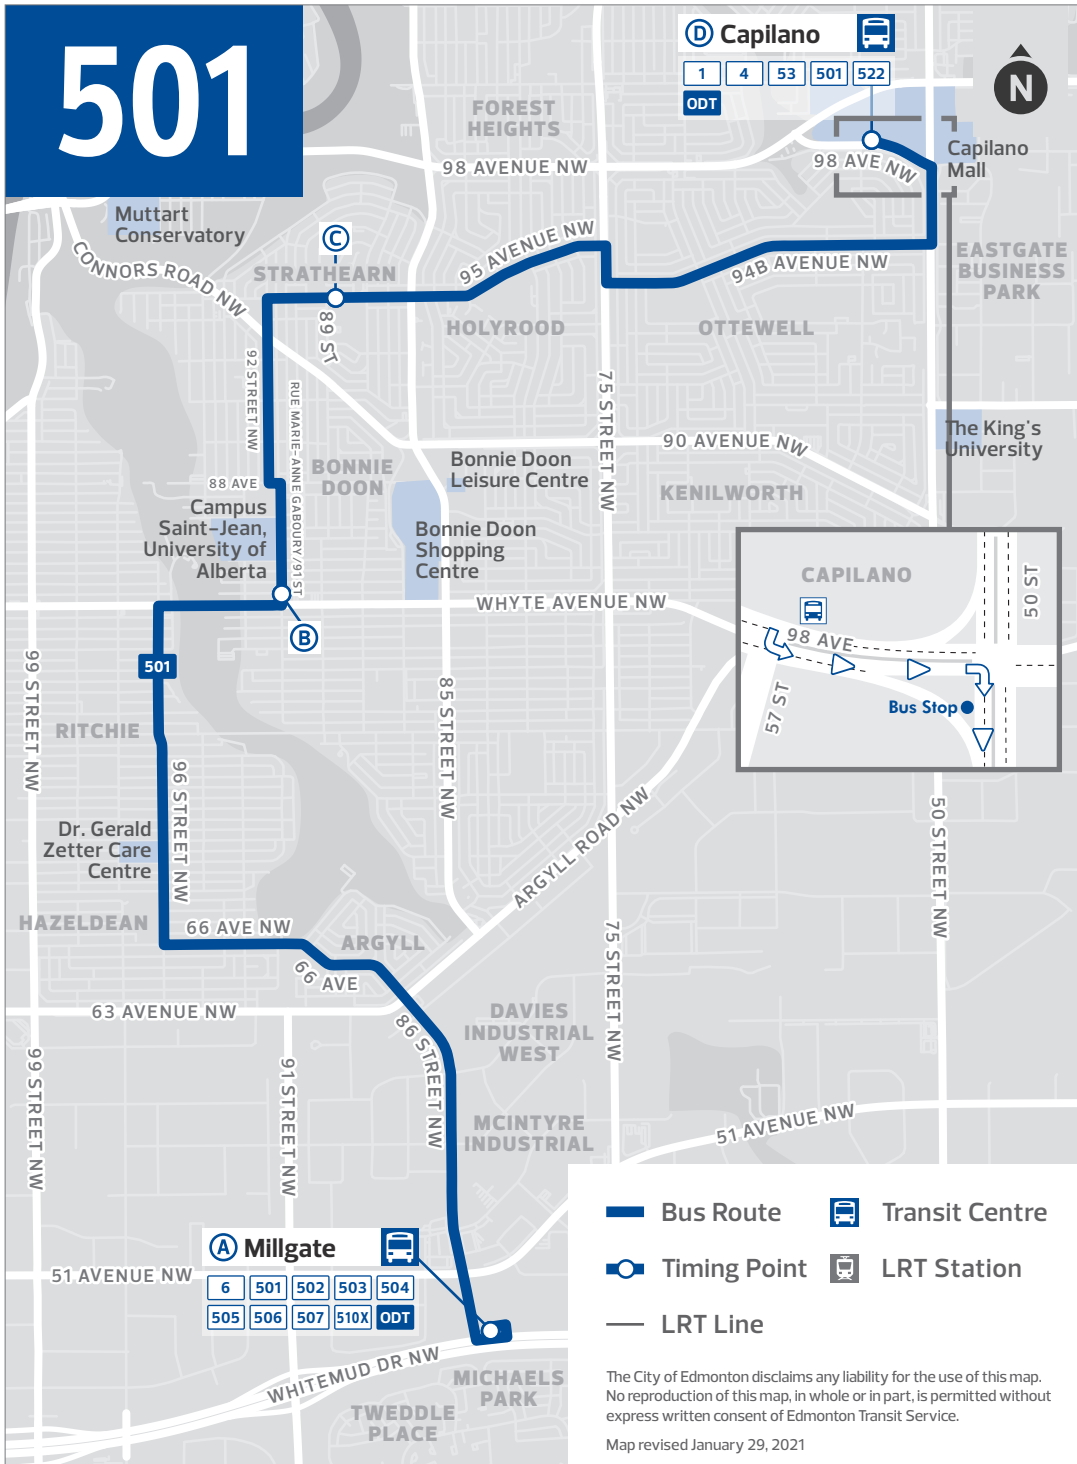 501
D Capilano
1 4 53 501 522
ODT
N
FOREST
HEIGHTS
98 AVENUE NW
98 AVE NW
Capilano
Mall
Muttart
Conservatory
C
STRATHEARN
CONNORS ROAD NW
95 AVENUE NW
94B AVENUE NW
EASTGATE
BUSINESS
PARK
89 ST
HOLYROOD
OTTEWELL
92 STREET NW
RUE MARIE-ANNE GABOURY/91 ST
75 STREET NW
90 AVENUE NW
The King's
University
BONNIE
DOON
Bonnie Doon
Leisure Centre
88 AVE
KENILWORTH
Campus
Saint-Jean,
University of
Alberta
Bonnie Doon
Shopping
Centre
CAPILANO
50 ST
98 AVE
57 ST
Bus Stop
WHYTE AVENUE NW
B
501
99 STREET NW
85 STREET NW
RITCHIE
96 STREET NW
ARGYLL ROAD NW
50 STREET NW
Dr. Gerald
Zetter Care
Centre
HAZELDEAN
66 AVE NW
ARGYLL
66 AVE
75 STREET NW
63 AVENUE NW
86 STREET NW
DAVIES
INDUSTRIAL
WEST
99 STREET NW
91 STREET NW
MCINTYRE
INDUSTRIAL
51 AVENUE NW
A Millgate
6 501 502 503 504
505 506 507 510X ODT
51 AVENUE NW
WHITEMUD DR NW
MICHAELS
PARK
TWEDDLE
PLACE
Bus Route
Transit Centre
Timing Point
LRT Station
LRT Line
The City of Edmonton disclaims any liability for the use of this map.
No reproduction of this map, in whole or in part, is permitted without
express written consent of Edmonton Transit Service.
Map revised January 29, 2021